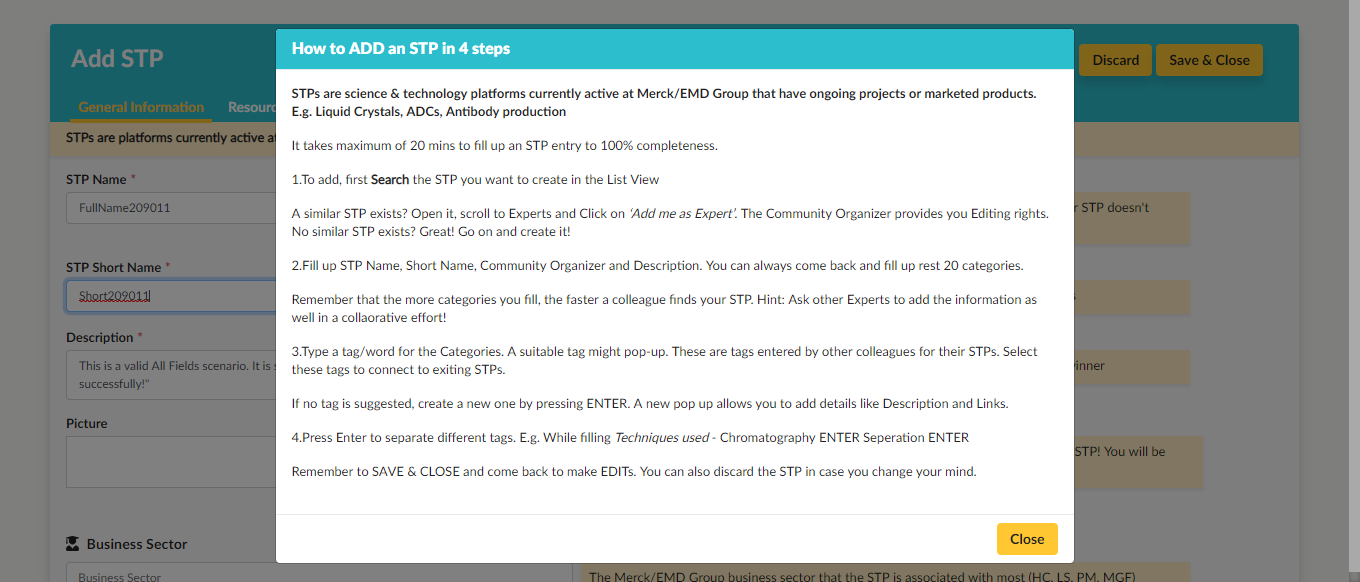 How to ADD an STP in 4 steps
Add STP
Discard
Save & Close
General Information
STPs are platforms currently active
STP Name *
FullName209011
STP doesn't
STP Short Name *
Short209011
Description *
This is a valid All Fields scenario. It is
successfully!"
Picture
STP! You will be
Business Sector
Business Sector
The Merck/EMD Group business sector that the STP is associated with most (HC, LS, PM, MGF)
STPs are science & technology platforms currently active at Merck/EMD Group that have ongoing projects or marketed products.
E.g. Liquid Crystals, ADCs, Antibody production
It takes maximum of 20 mins to fill up an STP entry to 100% completeness.
1.To add, first Search the STP you want to create in the List View
A similar STP exists? Open it, scroll to Experts and Click on ‘Add me as Expert’. The Community Organizer provides you Editing rights.
No similar STP exists? Great! Go on and create it!
2.Fill up STP Name, Short Name, Community Organizer and Description. You can always come back and fill up rest 20 categories.
Remember that the more categories you fill, the faster a colleague finds your STP. Hint: Ask other Experts to add the information as
well in a collaorative effort!
3.Type a tag/word for the Categories. A suitable tag might pop-up. These are tags entered by other colleagues for their STPs. Select
these tags to connect to exiting STPs.
If no tag is suggested, create a new one by pressing ENTER. A new pop up allows you to add details like Description and Links.
4.Press Enter to separate different tags. E.g. While filling Techniques used - Chromatography ENTER Seperation ENTER
Remember to SAVE & CLOSE and come back to make EDITs. You can also discard the STP in case you change your mind.
Close